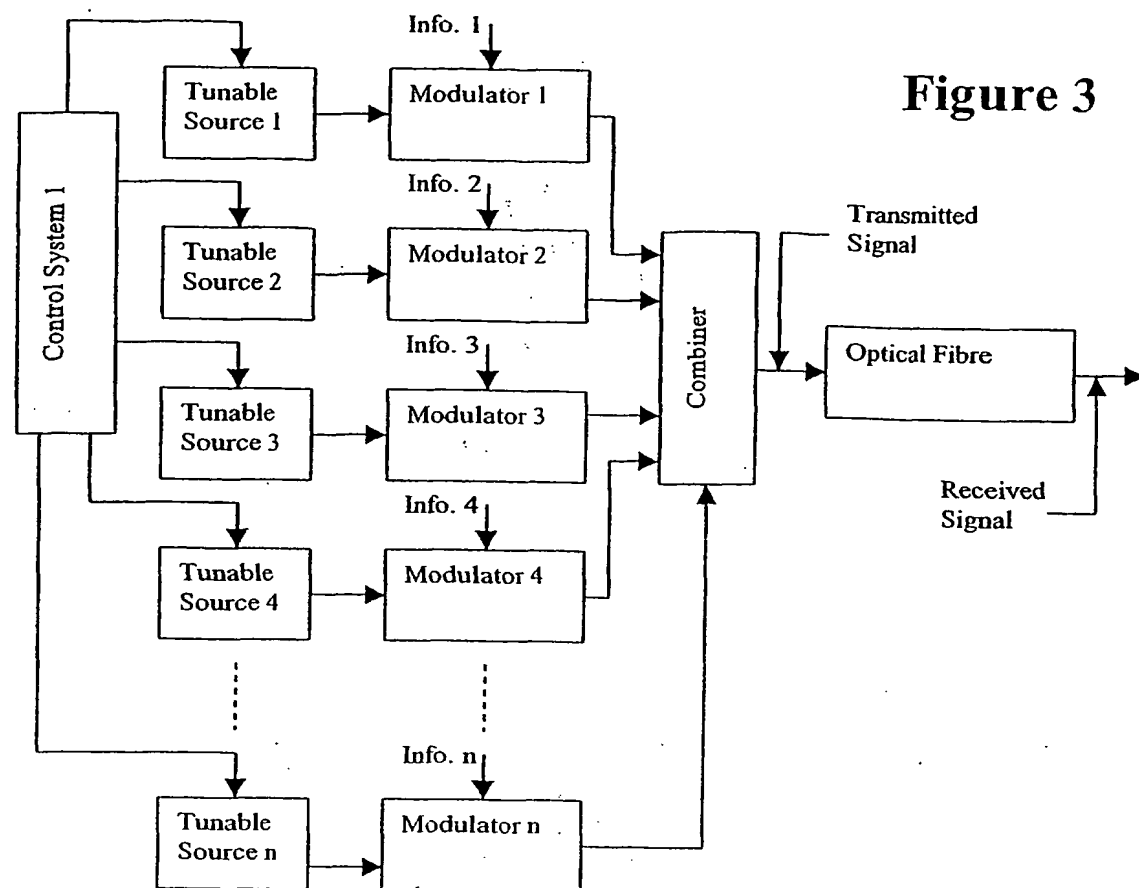 Figure 3
Control System 1
Info. 1
Tunable
Source 1
Modulator 1
Info. 2
Tunable
Source 2
Modulator 2
Info. 3
Tunable
Source 3
Modulator 3
Info. 4
Tunable
Source 4
Modulator 4
Info. n
Tunable
Source n
Modulator n
Combiner
Transmitted
Signal
Optical Fibre
Received
Signal